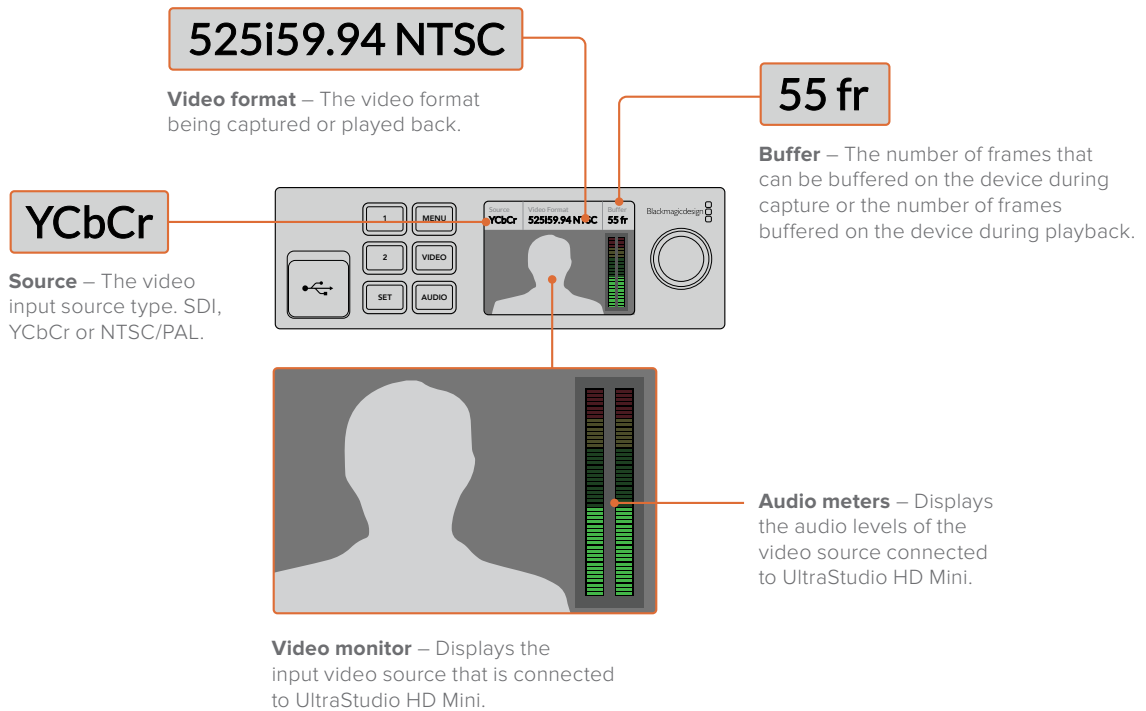 525i59.94 NTSC
Video format – The video format
being captured or played back.
55 fr
Buffer – The number of frames that
can be buffered on the device during
capture or the number of frames
buffered on the device during playback.
YCbCr
Source – The video
input source type. SDI,
YCbCr or NTSC/PAL.
1
MENU
2
VIDEO
SET
AUDIO
Source
YCbCr
Video Format
525i59.94 NTSC
Buffer
55 fr
Blackmagicdesign
Audio meters – Displays
the audio levels of the
video source connected
to UltraStudio HD Mini.
Video monitor – Displays the
input video source that is connected
to UltraStudio HD Mini.